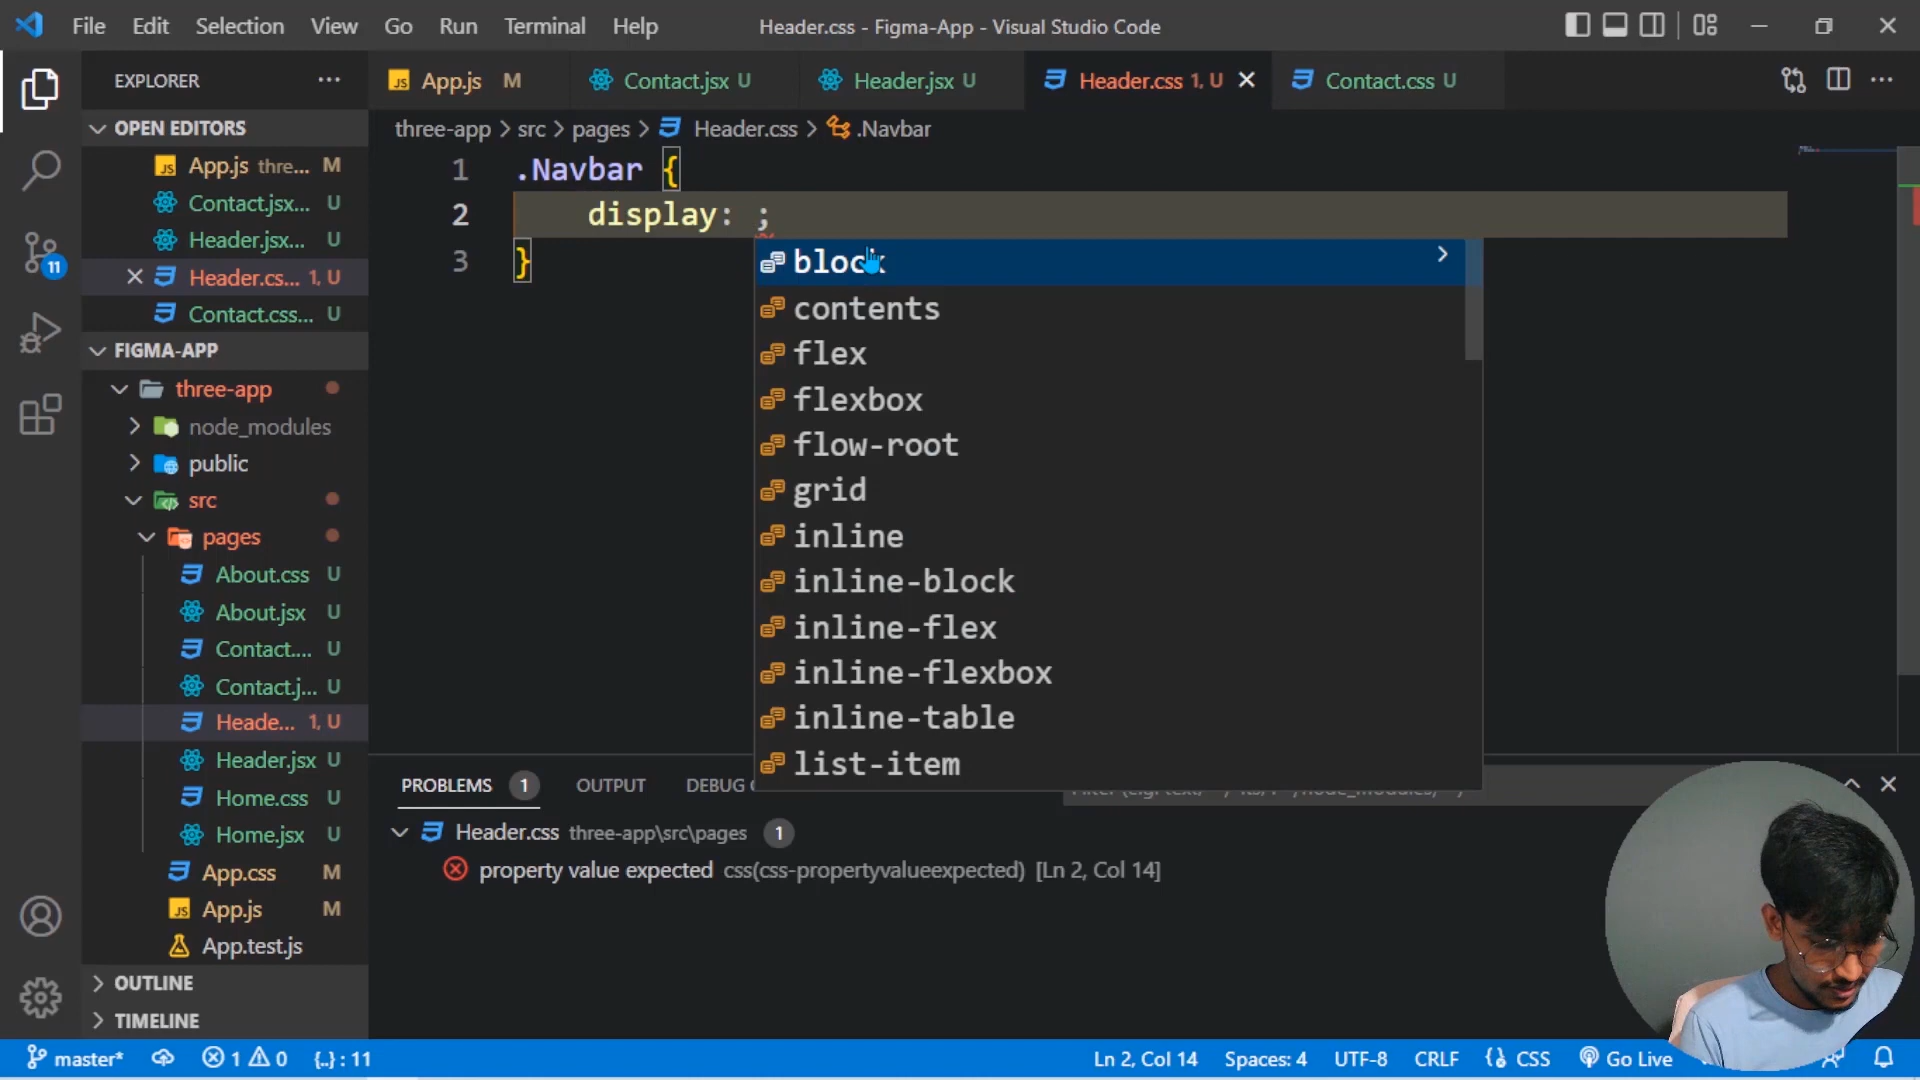 File Edit Selection View Go Run Terminal Help Header.css - Figma-App - Visual Studio Code
EXPLORER
App.js M Contact.jsx U Header.jsx U Header.css 1, U Contact.css U
OPEN EDITORS
App.js thre... M
Contact.jsx... U
Header.jsx... U
Header.cs... 1, U
Contact.css... U
FIGMA-APP
three-app
node_modules
public
src
pages
About.css U
About.jsx U
Contact.... U
Contact.j... U
Heade... 1, U
Header.jsx U
Home.css U
Home.jsx U
App.css M
App.js M
App.test.js
OUTLINE
TIMELINE
three-app > src > pages > Header.css > .Navbar
1 .Navbar {
2 display: ;
3 }
block
contents
flex
flexbox
flow-root
grid
inline
inline-block
inline-flex
inline-flexbox
inline-table
list-item
PROBLEMS 1 OUTPUT DEBUG
Header.css three-app\src\pages 1
property value expected css(css-propertyvalueexpected) [Ln 2, Col 14]
11
master* 1 0 {..} : 11 Ln 2, Col 14 Spaces: 4 UTF-8 CRLF CSS Go Live